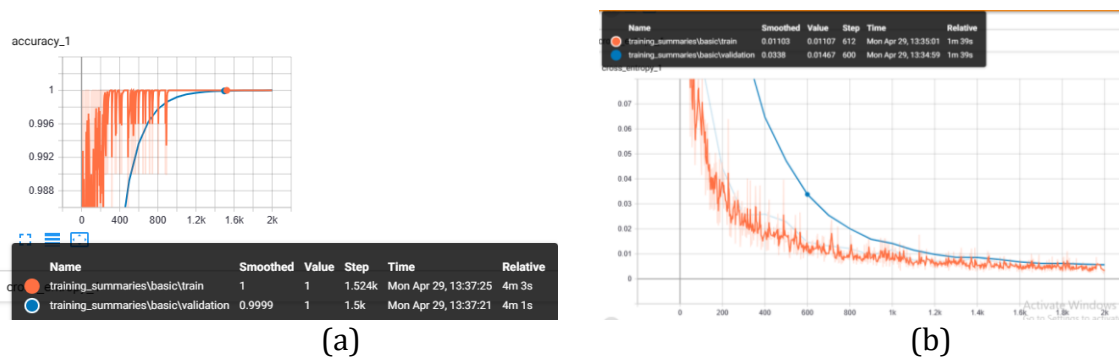 accuracy_1
1
0.996
0.992
0.988
0 400 800 1.2k 1.6k 2k
Name Smoothed Value Step Time Relative
training_summaries\basic\train 1 1 1.524k Mon Apr 29, 13:37:25 4m 3s
training_summaries\basic\validation 0.9999 1 1.5k Mon Apr 29, 13:37:21 4m 1s
(a)
Name Smoothed Value Step Time Relative
training_summaries\basic\train 0.01103 0.01107 612 Mon Apr 29, 13:35:01 1m 39s
training_summaries\basic\validation 0.0338 0.01467 600 Mon Apr 29, 13:34:59 1m 39s
cross_entropy_1
0.07
0.06
0.05
0.04
0.03
0.02
0.01
0
0 200 400 600 800 1k 1.2k 1.4k 1.6k 1.8k 2k
Activate Windows
Go to Settings to activat
(b)